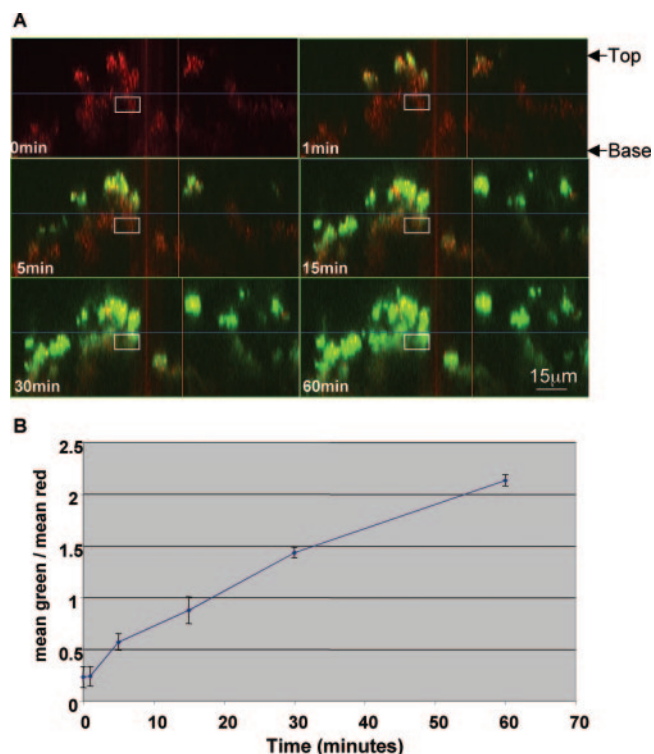 A
0min
1min
Top
Base
5min
15min
30min
60min
15μm
B
2.5
2
1.5
1
0.5
0
mean green / mean red
0 10 20 30 40 50 60 70
Time (minutes)